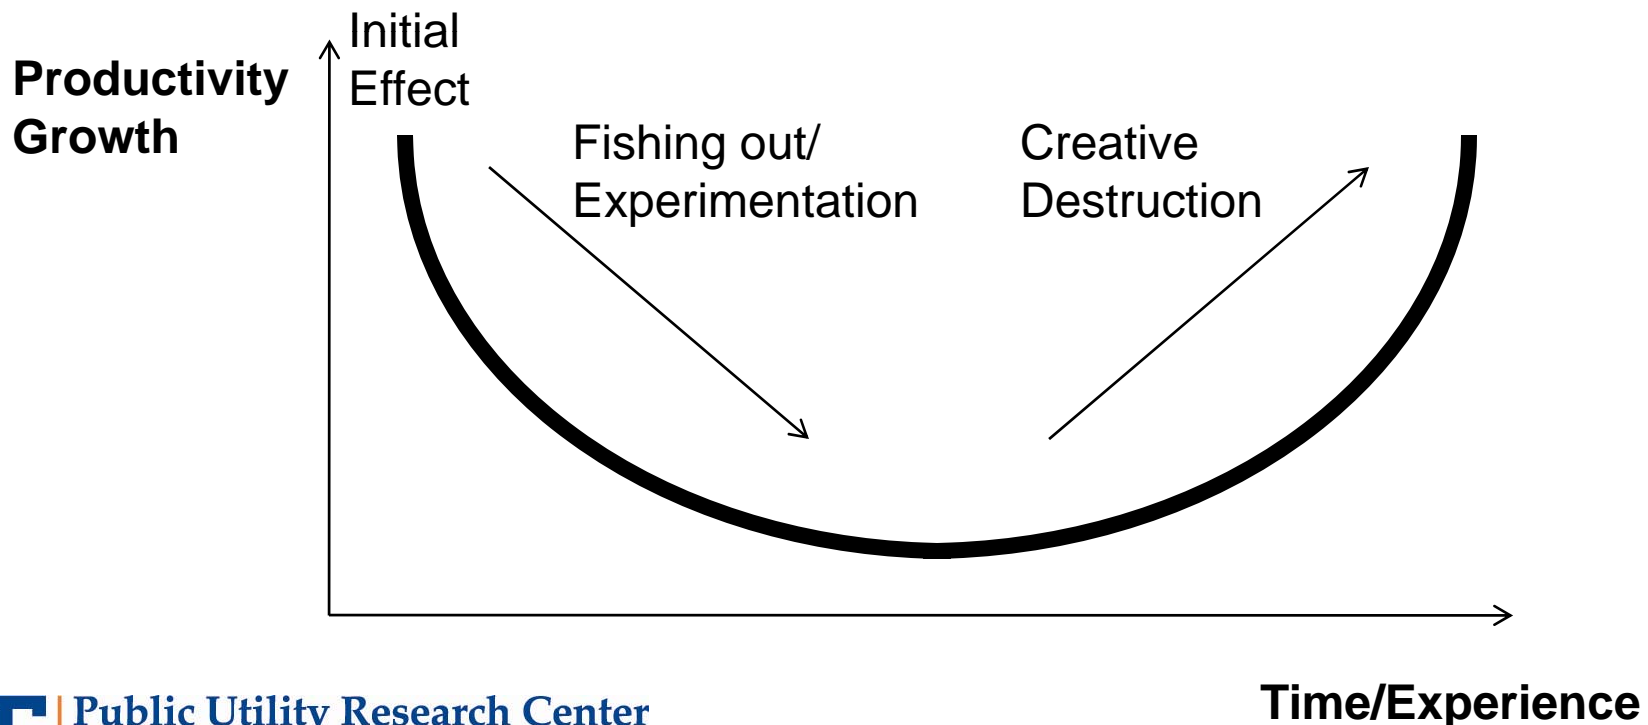 Initial
Effect
Productivity
Growth
Fishing out/
Experimentation
Creative
Destruction
Time/Experience
Public Utility Research Center